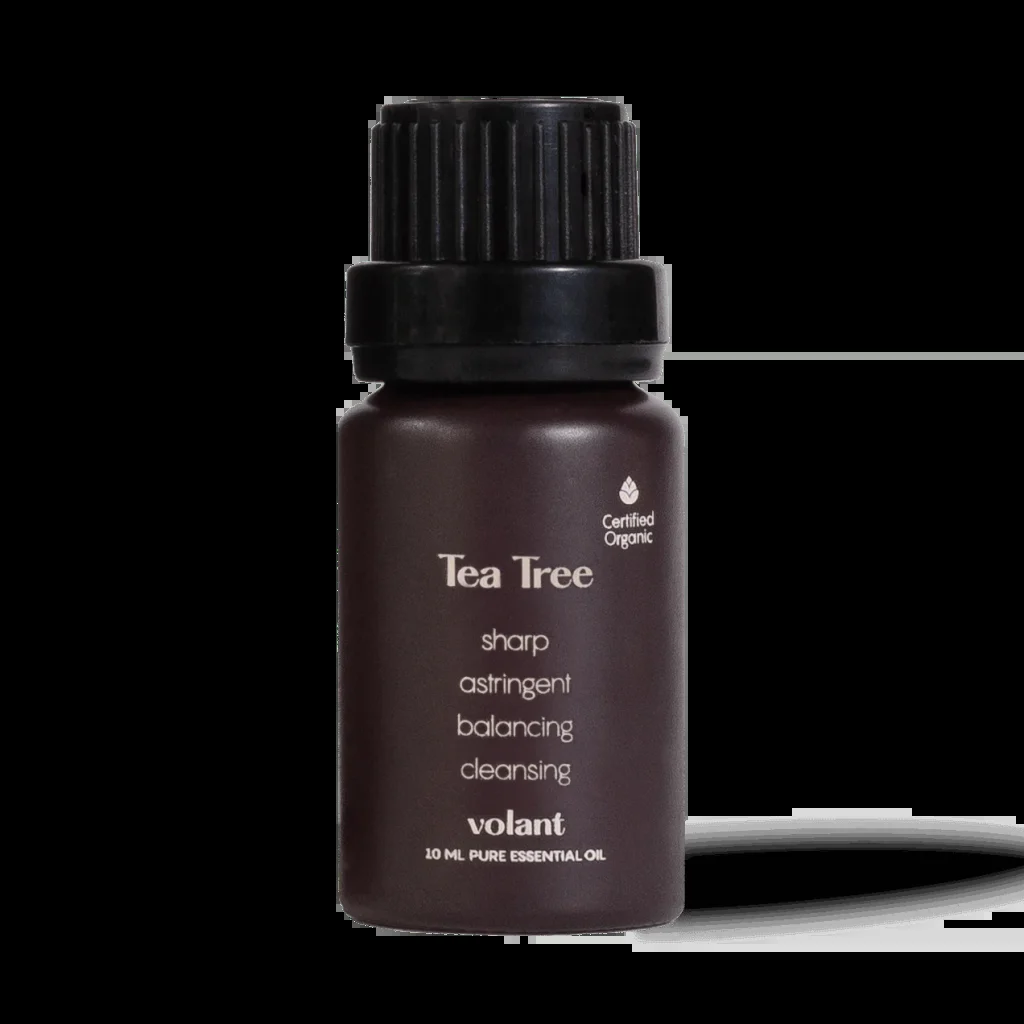 Certified
Organic
Tea Tree
sharp
astringent
balancing
cleansing
volant
10 ML PURE ESSENTIAL OIL